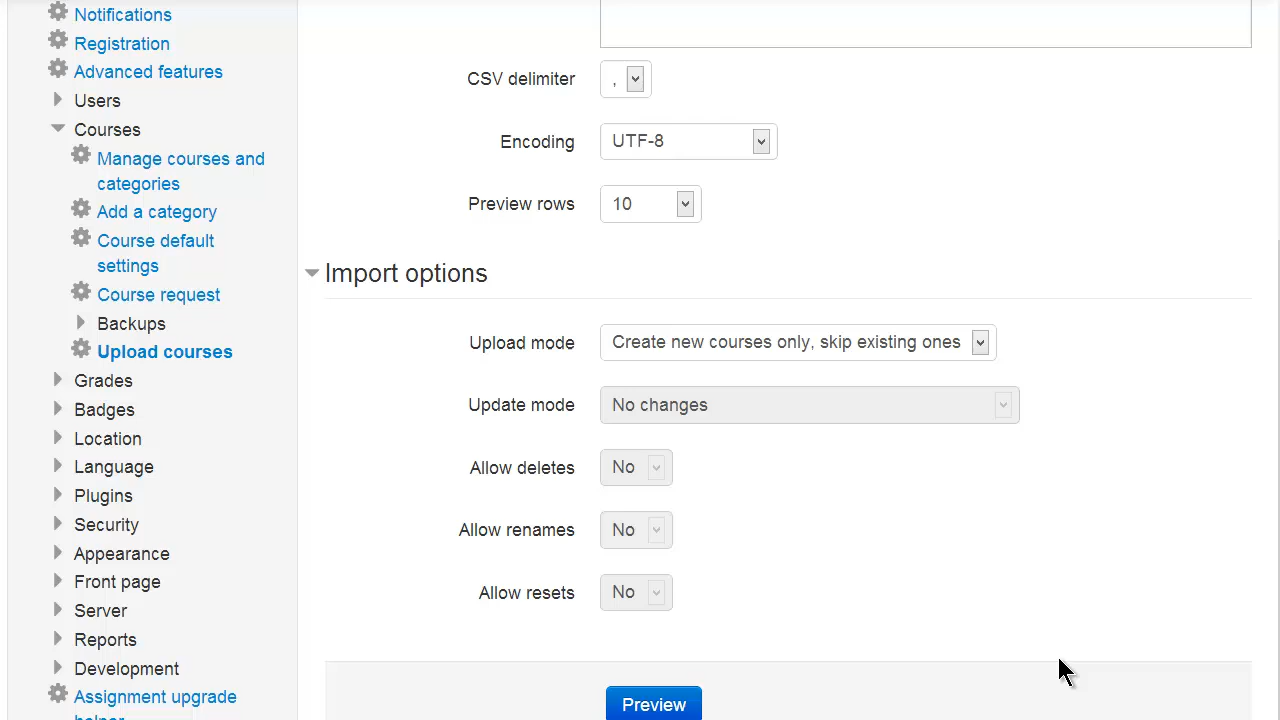 Notifications
Registration
Advanced features
Users
Courses
Manage courses and
categories
Add a category
Course default
settings
Course request
Backups
Upload courses
Grades
Badges
Location
Language
Plugins
Security
Appearance
Front page
Server
Reports
Development
Assignment upgrade
helper
CSV delimiter ,
Encoding UTF-8
Preview rows 10
Import options
Upload mode Create new courses only, skip existing ones
Update mode No changes
Allow deletes No
Allow renames No
Allow resets No
Preview